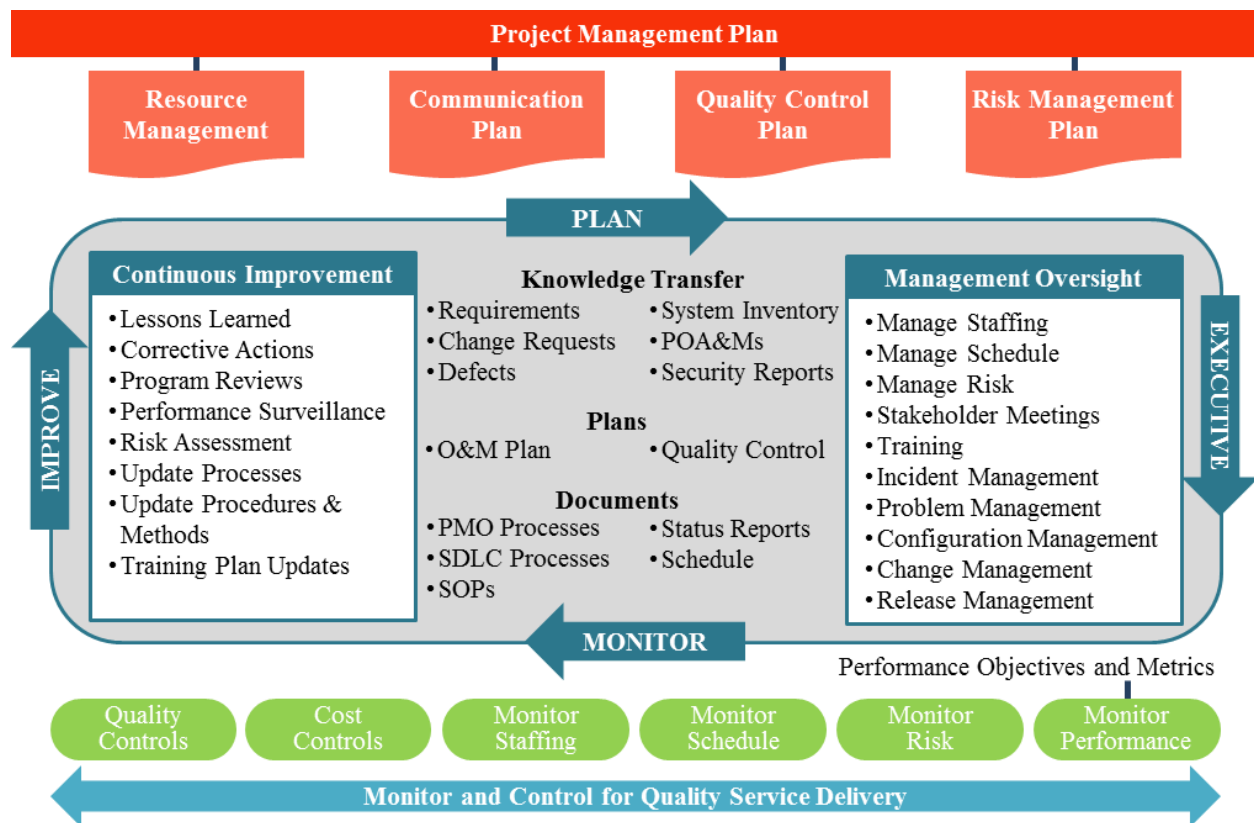 Project Management Plan
Resource
Management
Communication
Plan
Quality Control
Plan
Risk Management
Plan
PLAN
IMPROVE
Continuous Improvement
• Lessons Learned
• Corrective Actions
• Program Reviews
• Performance Surveillance
• Risk Assessment
• Update Processes
• Update Procedures &
Methods
• Training Plan Updates
Knowledge Transfer
• Requirements
• Change Requests
• Defects
• System Inventory
• POA&Ms
• Security Reports
Plans
• O&M Plan
• Quality Control
Documents
• PMO Processes
• SDLC Processes
• SOPs
• Status Reports
• Schedule
Management Oversight
• Manage Staffing
• Manage Schedule
• Manage Risk
• Stakeholder Meetings
• Training
• Incident Management
• Problem Management
• Configuration Management
• Change Management
• Release Management
EXECUTIVE
MONITOR
Performance Objectives and Metrics
Quality
Controls
Cost
Controls
Monitor
Staffing
Monitor
Schedule
Monitor
Risk
Monitor
Performance
Monitor and Control for Quality Service Delivery